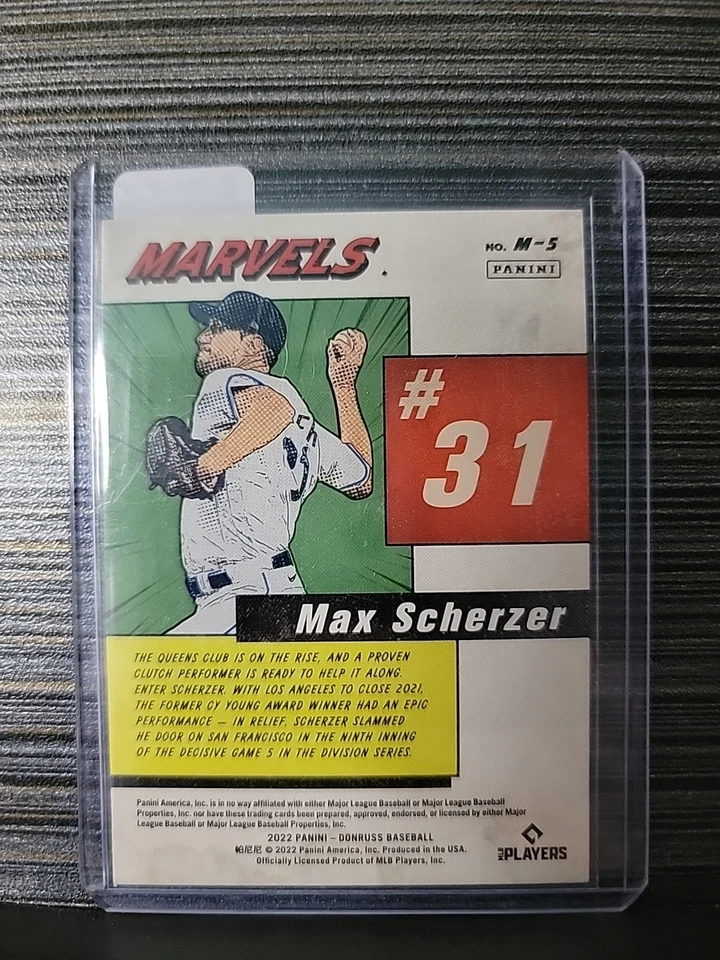 MARVELS
NO. M-5
PANINI
#
31
Max Scherzer
THE QUEENS CLUB IS ON THE RISE, AND A PROVEN
CLUTCH PERFORMER IS READY TO HELP IT ALONG.
ENTER SCHERZER. WITH LOS ANGELES TO CLOSE 2021,
THE FORMER CY YOUNG AWARD WINNER HAD AN EPIC
PERFORMANCE — IN RELIEF. SCHERZER SLAMMED
HE DOOR ON SAN FRANCISCO IN THE NINTH INNING
OF THE DECISIVE GAME 5 IN THE DIVISION SERIES.
Panini America, Inc. is in no way affiliated with either Major League Baseball or Major League Baseball
Properties, Inc. nor have these trading cards been prepared, approved, endorsed, or licensed by either Major
League Baseball or Major League Baseball Properties, Inc.
2022 PANINI – DONRUSS BASEBALL
帕尼尼 © 2022 Panini America, Inc. Produced in the USA.
Officially Licensed Product of MLB Players, Inc.
MLB PLAYERS